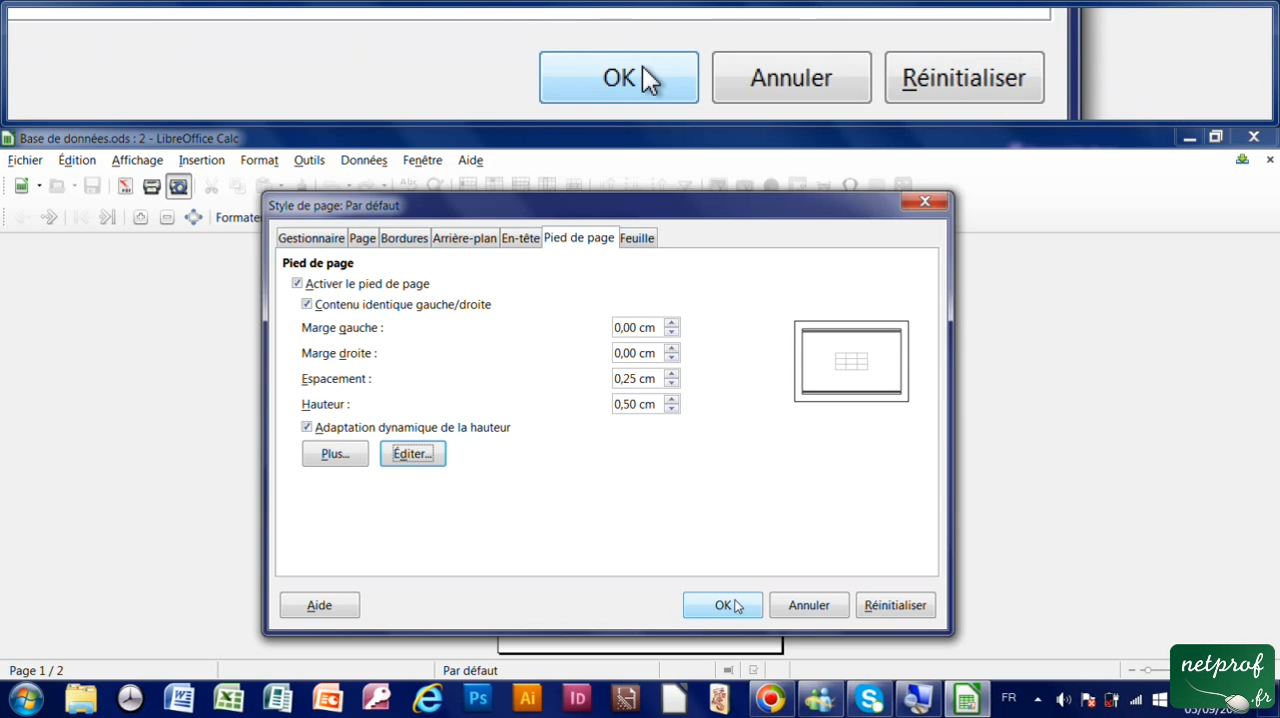 OK Annuler Réinitialiser
Base de données.ods : 2 - LibreOffice Calc
Fichier Édition Affichage Insertion Format Outils Données Fenêtre Aide
Style de page: Par défaut
Gestionnaire Page Bordures Arrière-plan En-tête Pied de page Feuille
Pied de page
Activer le pied de page
Contenu identique gauche/droite
Marge gauche : 0,00 cm
Marge droite : 0,00 cm
Espacement : 0,25 cm
Hauteur : 0,50 cm
Adaptation dynamique de la hauteur
Plus... Éditer...
Aide OK Annuler Réinitialiser
Page 1 / 2 Par défaut
netprof
.fr
Ps Ai ID FR